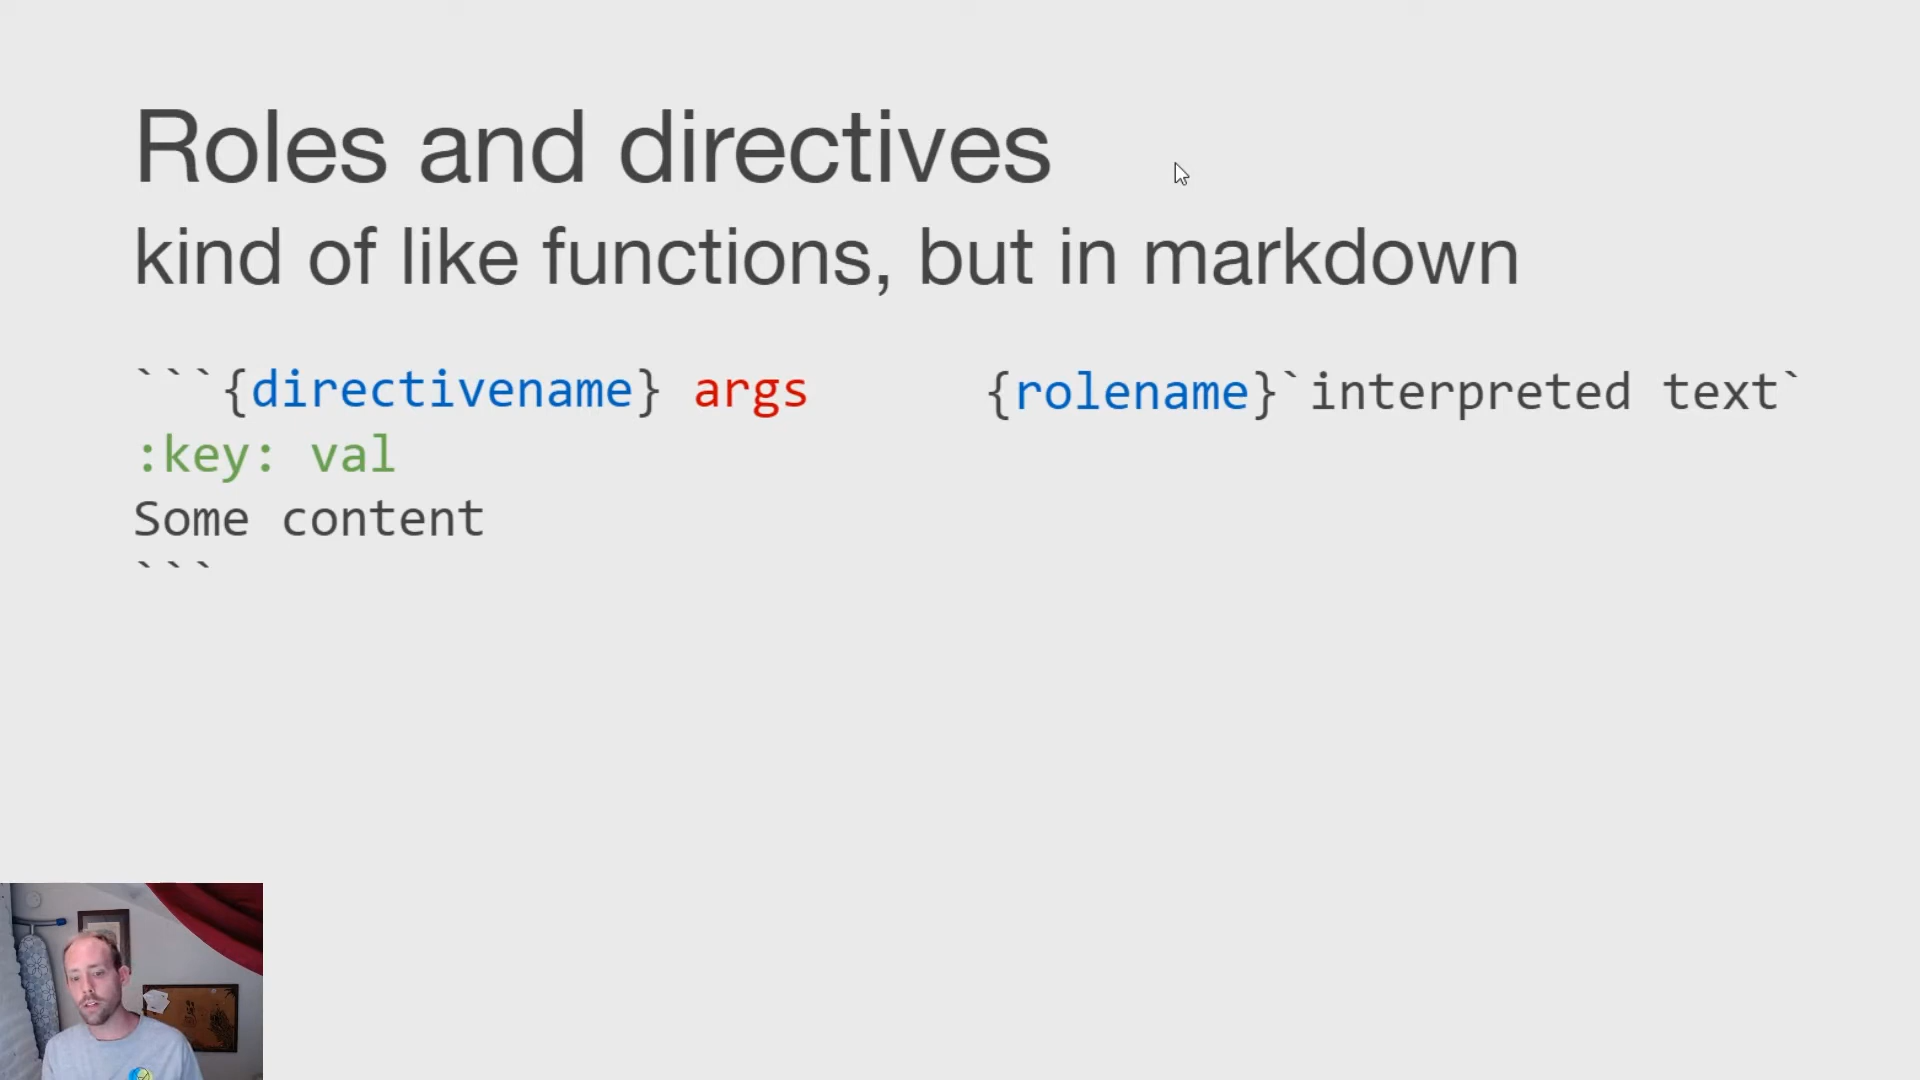 Roles and directives
kind of like functions, but in markdown
```{directivename} args
:key: val
Some content
```
{rolename}`interpreted text`